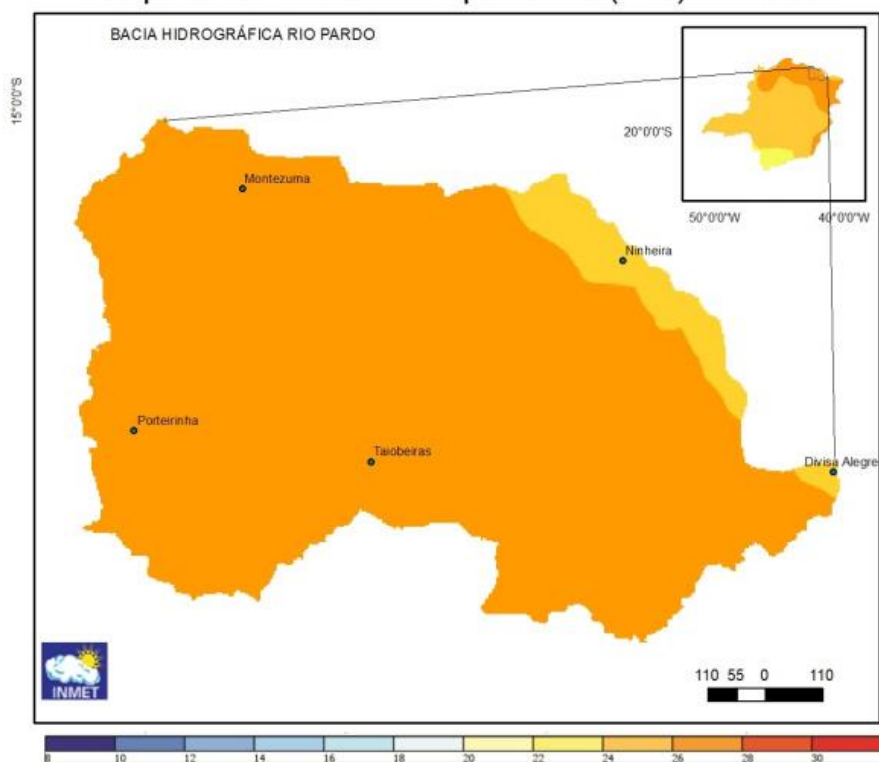 BACIA HIDROGRÁFICA RIO PARDO
15°0'0"S
20°0'0"S
50°0'0"W 40°0'0"W
Montezuma
Ninheira
Porteirinha
Taiobeiras
Divisa Alegre
INMET
110 55 0 110
8 10 12 14 16 18 20 22 24 26 28 30